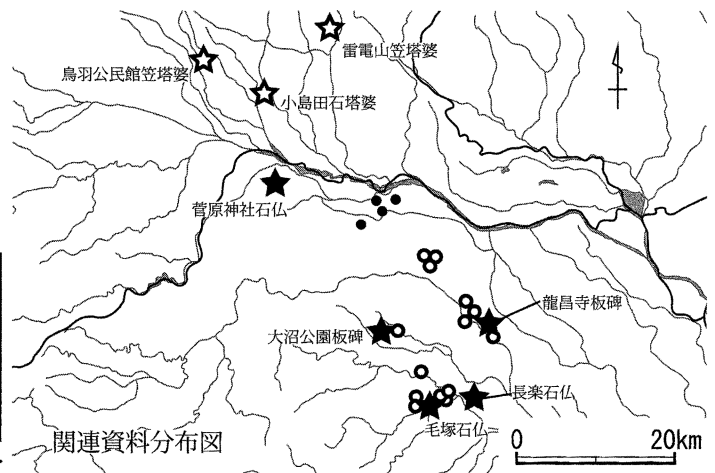 雷電山笠塔婆
鳥羽公民館笠塔婆
小島田石塔婆
菅原神社石仏
龍昌寺板碑
大沼公園板碑
長楽石仏
毛塚石仏
関連資料分布図
0 20km